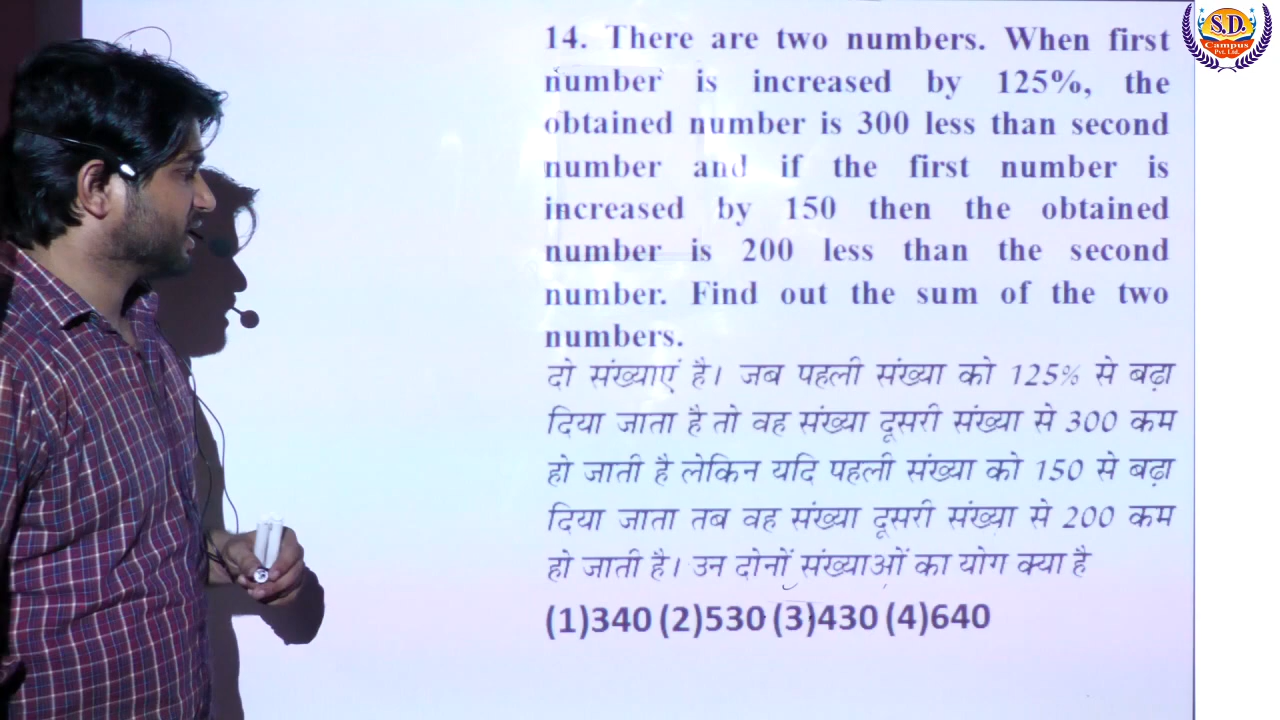 S.D.
Campus
Pvt. Ltd.
14. There are two numbers. When first
number is increased by 125%, the
obtained number is 300 less than second
number and if the first number is
increased by 150 then the obtained
number is 200 less than the second
number. Find out the sum of the two
numbers.
दो संख्याएं है। जब पहली संख्या को 125% से बढ़ा
दिया जाता है तो वह संख्या दूसरी संख्या से 300 कम
हो जाती है लेकिन यदि पहली संख्या को 150 से बढ़ा
दिया जाता तब वह संख्या दूसरी संख्या से 200 कम
हो जाती है। उन दोनों संख्याओं का योग क्या है
(1)340 (2)530 (3)430 (4)640